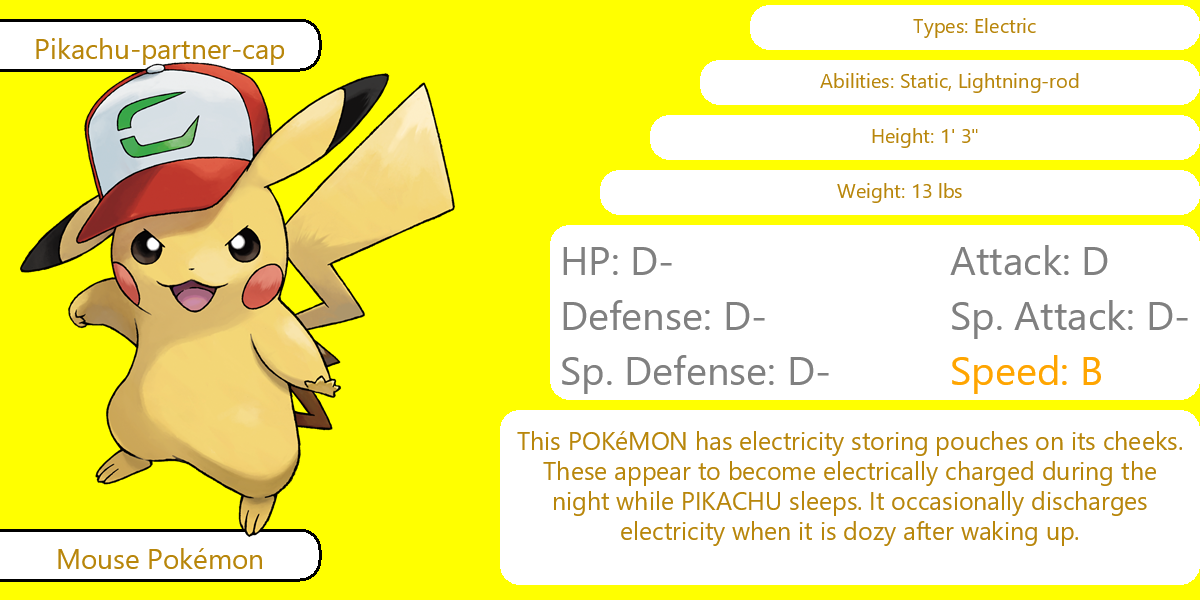 Pikachu-partner-cap
Types: Electric
Abilities: Static, Lightning-rod
Height: 1' 3"
Weight: 13 lbs
HP: D-
Attack: D
Defense: D-
Sp. Attack: D-
Sp. Defense: D-
Speed: B
This POKéMON has electricity storing pouches on its cheeks.
These appear to become electrically charged during the
night while PIKACHU sleeps. It occasionally discharges
electricity when it is dozy after waking up.
Mouse Pokémon